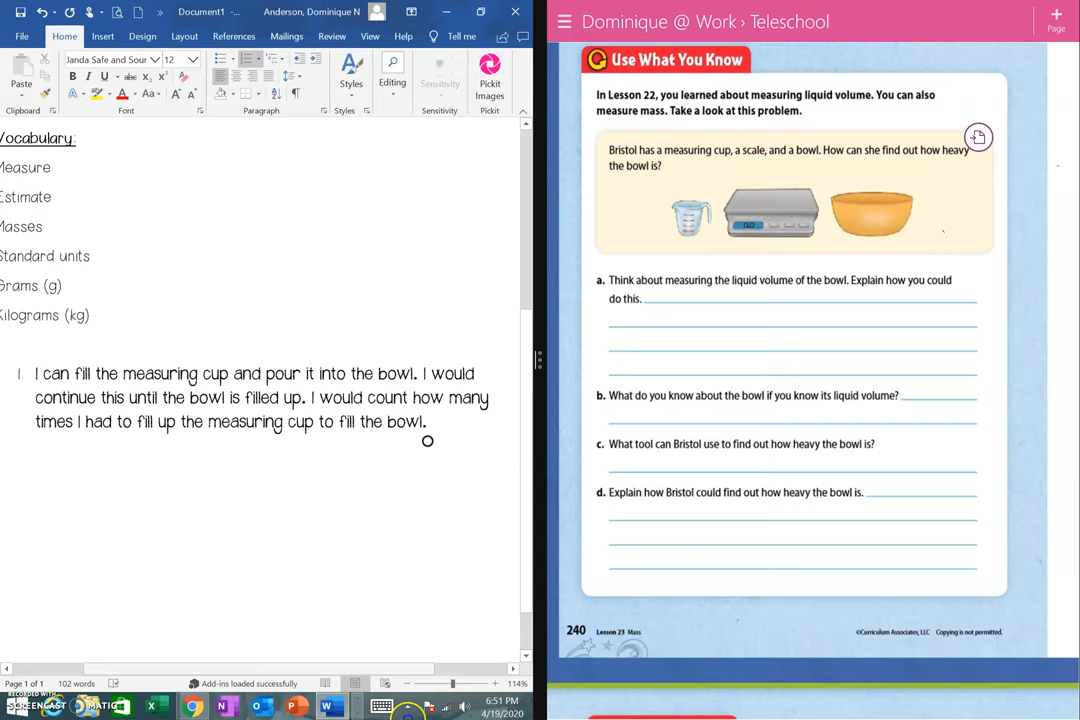 Document1 -...
Anderson, Dominique N
File
Home
Insert
Design
Layout
References
Mailings
Review
View
Help
Tell me
Paste
Janda Safe and Sour
12
B I U abc x₂ x²
A
Aa
A A
Styles
Editing
Sensitivity
Pickit
Images
Clipboard
Font
Paragraph
Styles
Sensitivity
Pickit
Vocabulary:
Measure
Estimate
Masses
Standard units
Grams (g)
Kilograms (kg)
1. I can fill the measuring cup and pour it into the bowl. I would
continue this until the bowl is filled up. I would count how many
times I had to fill up the measuring cup to fill the bowl.
Page 1 of 1
102 words
Add-ins loaded successfully
114%
RECORDED WITH
SCREENCAST MATIC
6:51 PM
4/19/2020
Dominique @ Work › Teleschool
Page
Use What You Know
In Lesson 22, you learned about measuring liquid volume. You can also
measure mass. Take a look at this problem.
Bristol has a measuring cup, a scale, and a bowl. How can she find out how heavy
the bowl is?
a. Think about measuring the liquid volume of the bowl. Explain how you could
do this.
b. What do you know about the bowl if you know its liquid volume?
c. What tool can Bristol use to find out how heavy the bowl is?
d. Explain how Bristol could find out how heavy the bowl is.
240 Lesson 23 Mass
©Curriculum Associates, LLC Copying is not permitted.